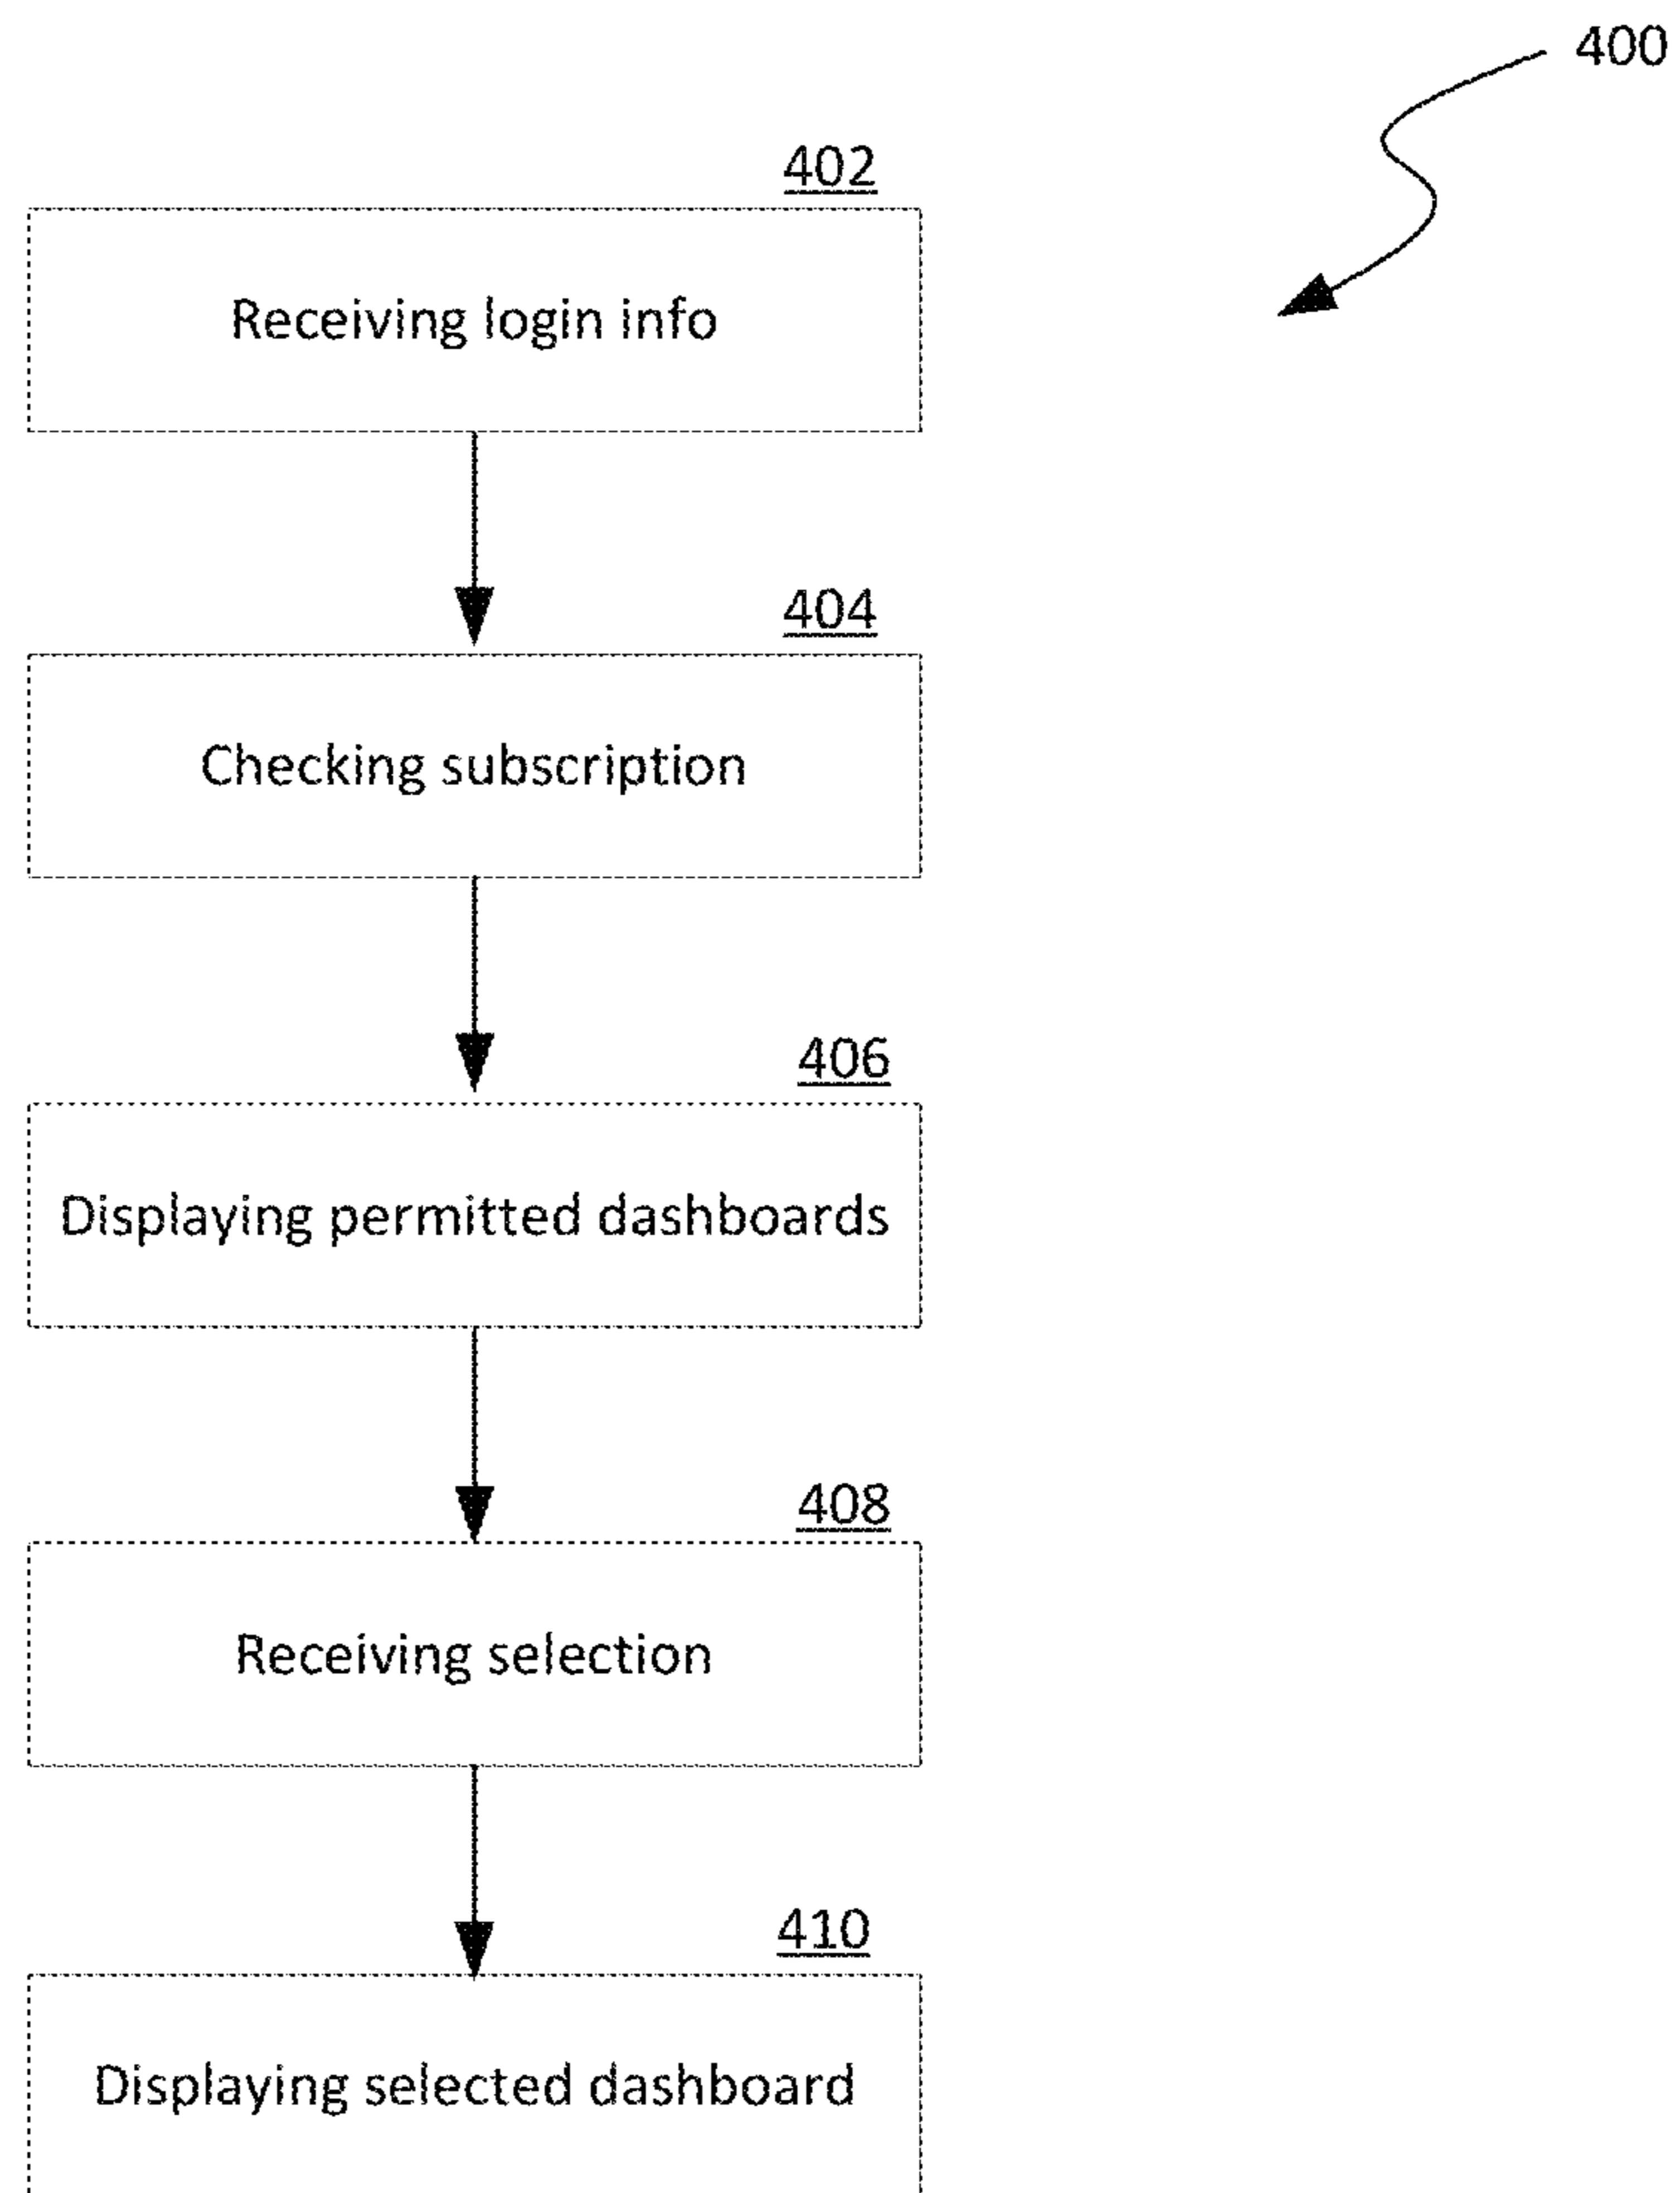 400
402
Receiving login info
404
Checking subscription
406
Displaying permitted dashboards
408
Receiving selection
410
Displaying selected dashboard